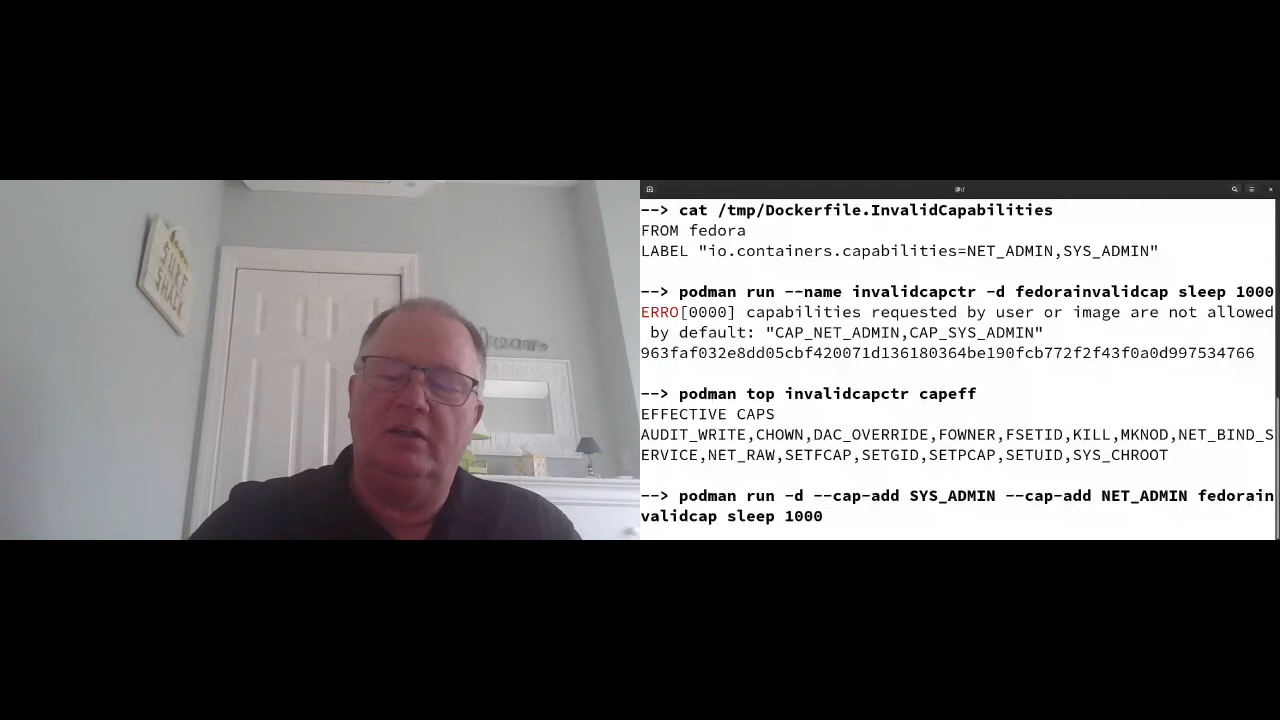 SURF
SHACK
--> cat /tmp/Dockerfile.InvalidCapabilities
FROM fedora
LABEL "io.containers.capabilities=NET_ADMIN,SYS_ADMIN"
--> podman run --name invalidcapctr -d fedorainvalidcap sleep 1000
ERRO[0000] capabilities requested by user or image are not allowed
by default: "CAP_NET_ADMIN,CAP_SYS_ADMIN"
963faf032e8dd05cbf420071d136180364be190fcb772f2f43f0a0d997534766
--> podman top invalidcapctr capeff
EFFECTIVE CAPS
AUDIT_WRITE,CHOWN,DAC_OVERRIDE,FOWNER,FSETID,KILL,MKNOD,NET_BIND_S
ERVICE,NET_RAW,SETFCAP,SETGID,SETPCAP,SETUID,SYS_CHROOT
--> podman run -d --cap-add SYS_ADMIN --cap-add NET_ADMIN fedorain
validcap sleep 1000